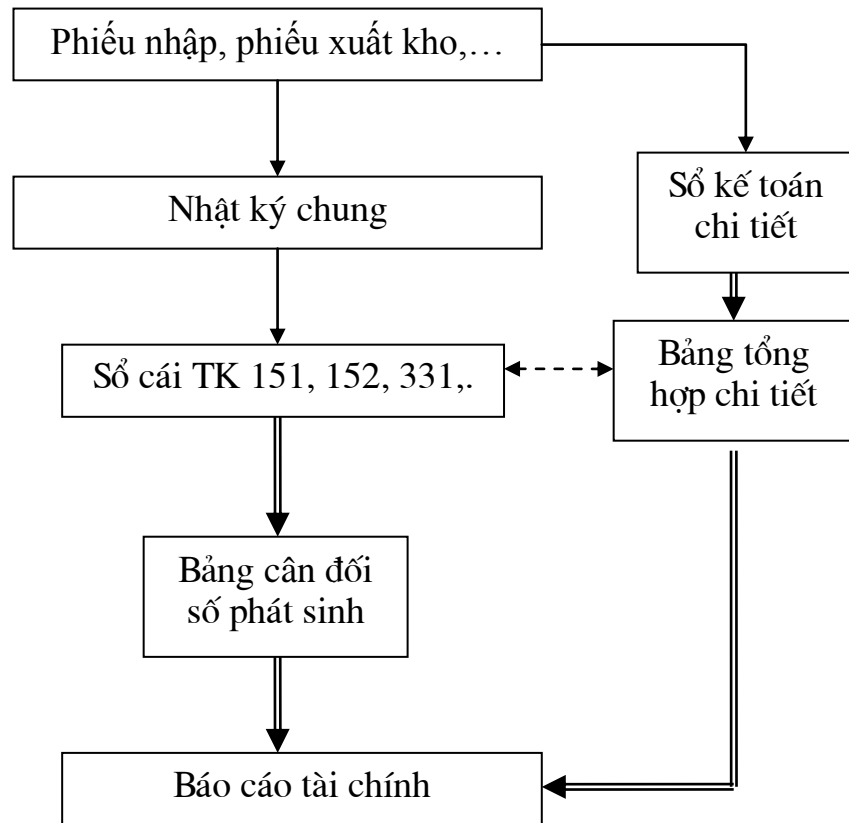 Phiếu nhập, phiếu xuất kho,…
Sổ kế toán
chi tiết
Nhật ký chung
Sổ cái TK 151, 152, 331,.
Bảng tổng
hợp chi tiết
Bảng cân đối
số phát sinh
Báo cáo tài chính